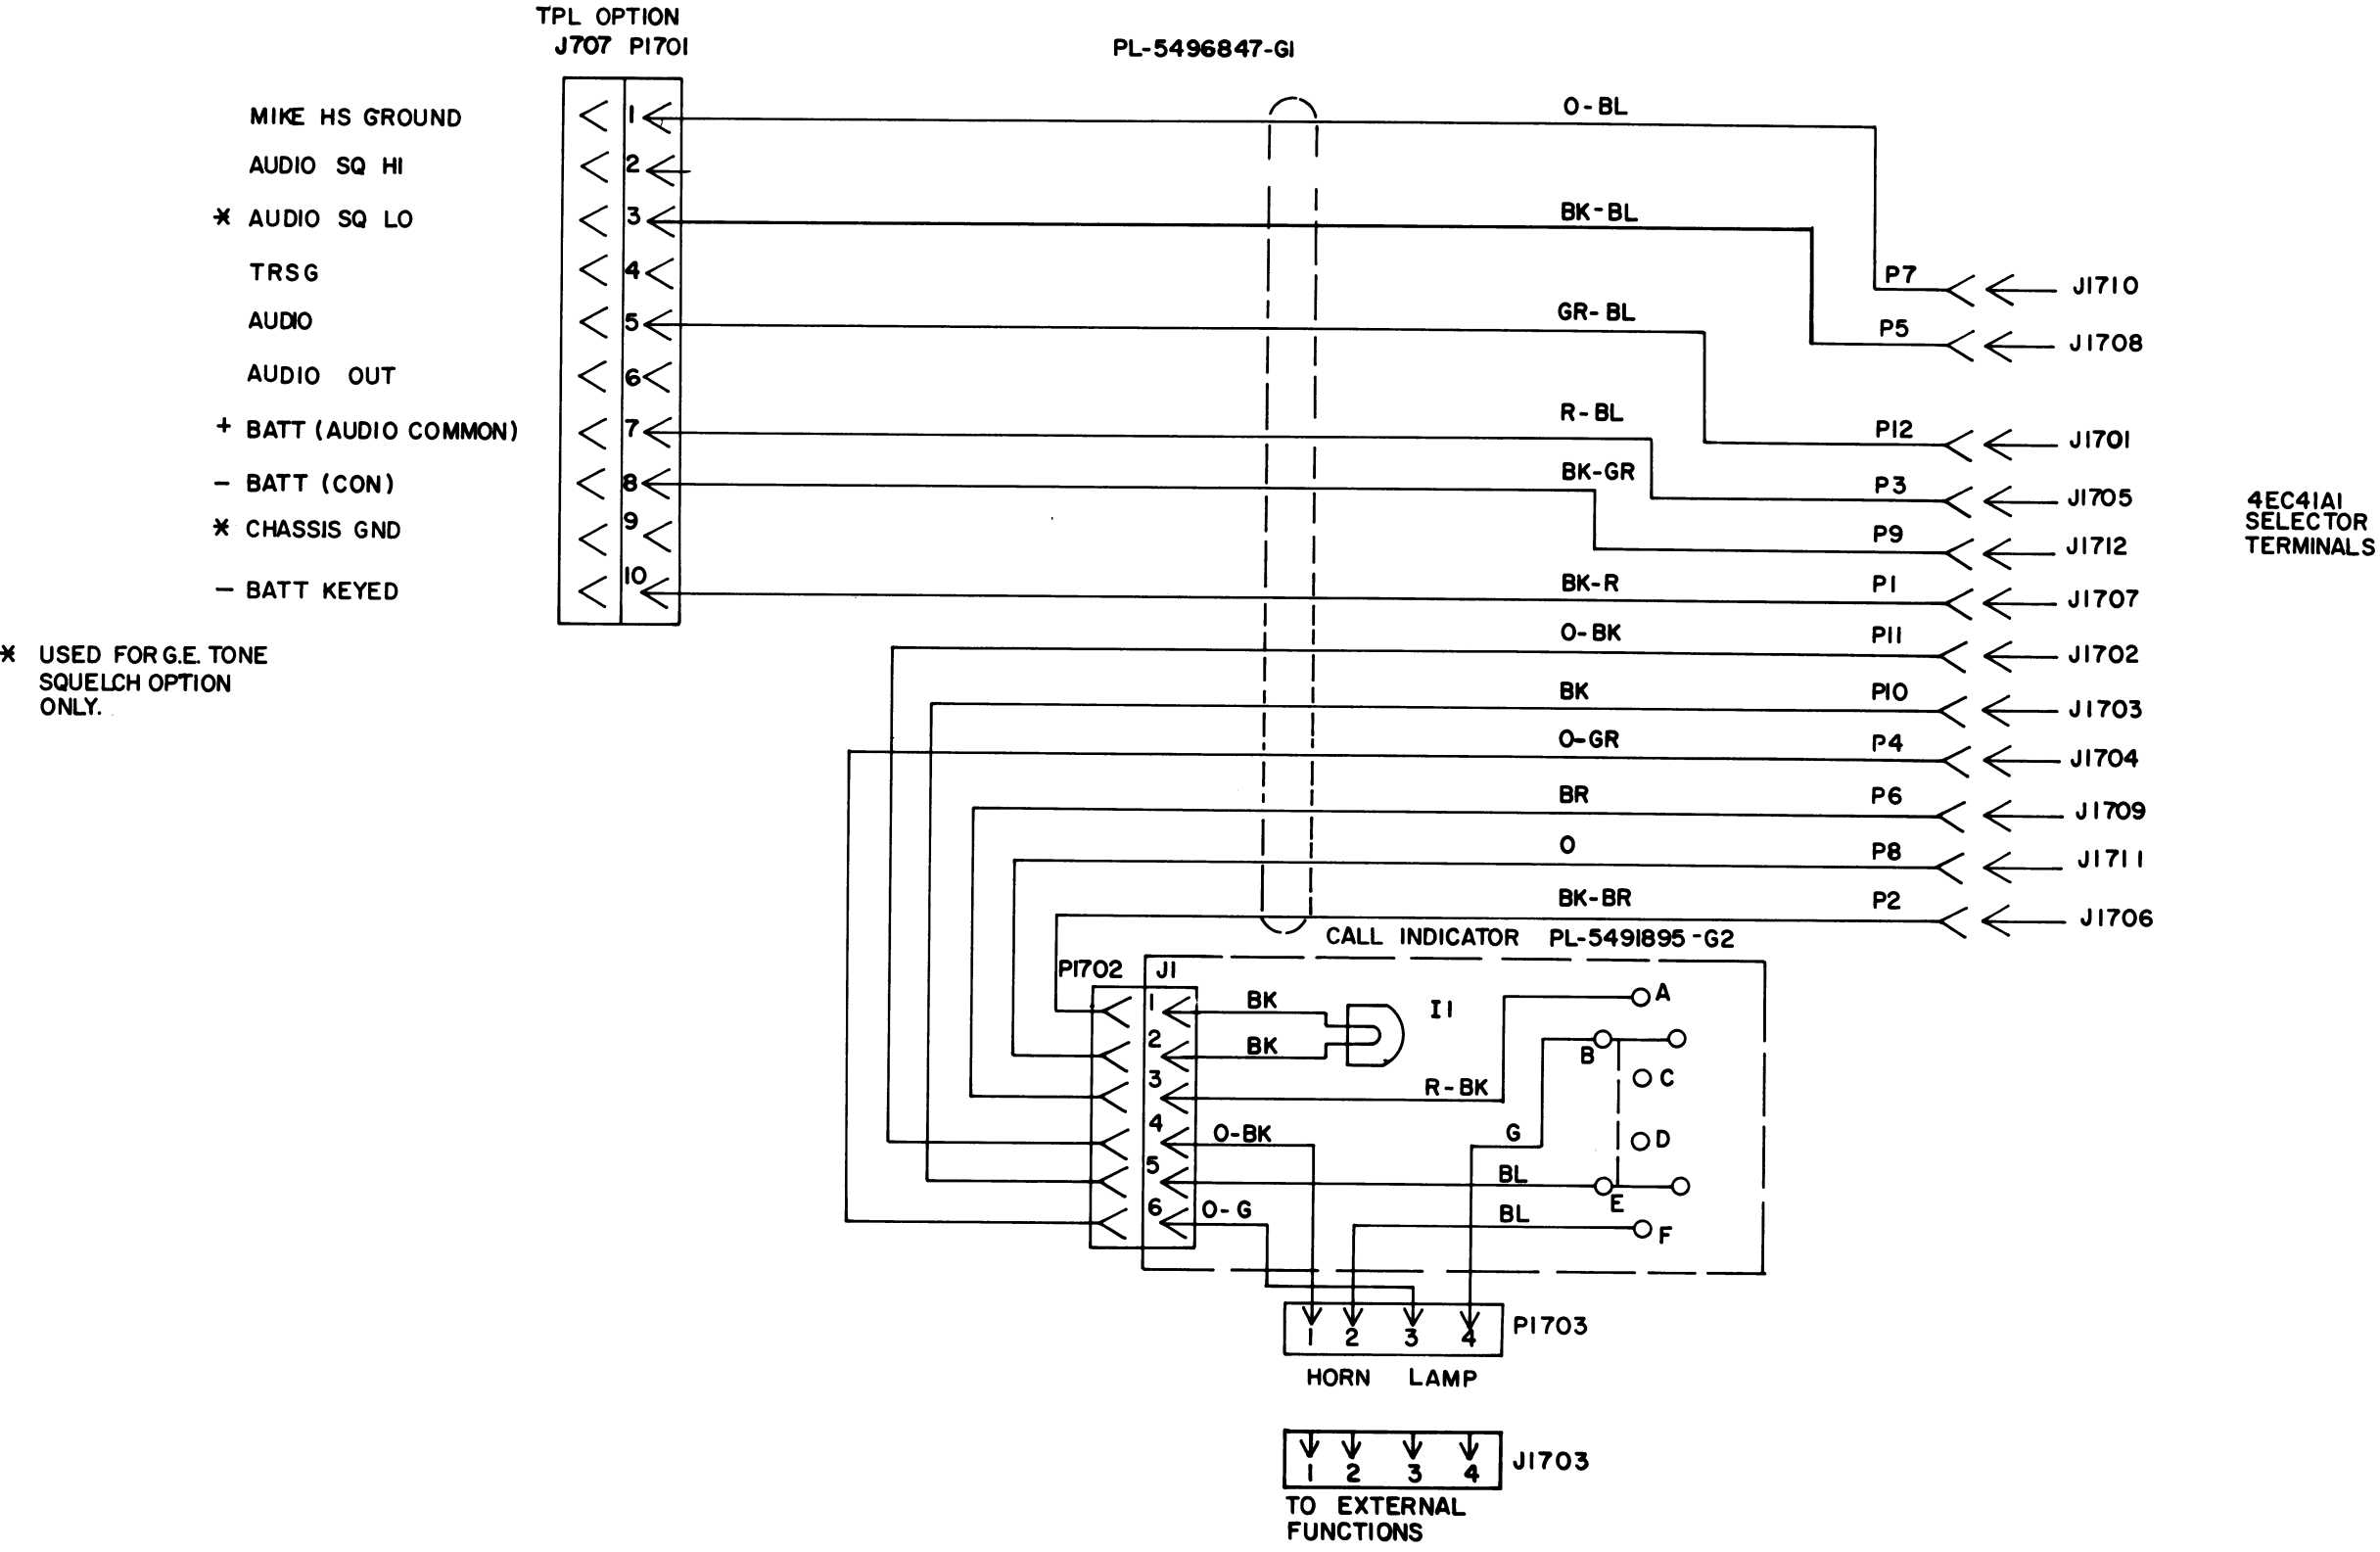 TPL OPTION
J707 P1701
PL-5496847-G1
MIKE HS GROUND
AUDIO SQ HI
* AUDIO SQ LO
TRSG
AUDIO
AUDIO OUT
+ BATT (AUDIO COMMON)
- BATT (CON)
* CHASSIS GND
- BATT KEYED
1
2
3
4
5
6
7
8
9
10
* USED FOR G.E. TONE
SQUELCH OPTION
ONLY.
O-BL
BK-BL
GR-BL
R-BL
BK-GR
BK-R
O-BK
BK
O-GR
BR
O
BK-BR
P7 J1710
P5 J1708
P12 J1701
P3 J1705
P9 J1712
P1 J1707
P11 J1702
P10 J1703
P4 J1704
P6 J1709
P8 J1711
P2 J1706
4EC41A1
SELECTOR
TERMINALS
CALL INDICATOR PL-5491895-G2
P1702 J1
1 BK
2 BK
3 R-BK
4 O-BK
5 BL
6 O-G
I1
G
BL
A
B
C
D
E
F
1 2 3 4 P1703
HORN LAMP
1 2 3 4 J1703
TO EXTERNAL
FUNCTIONS